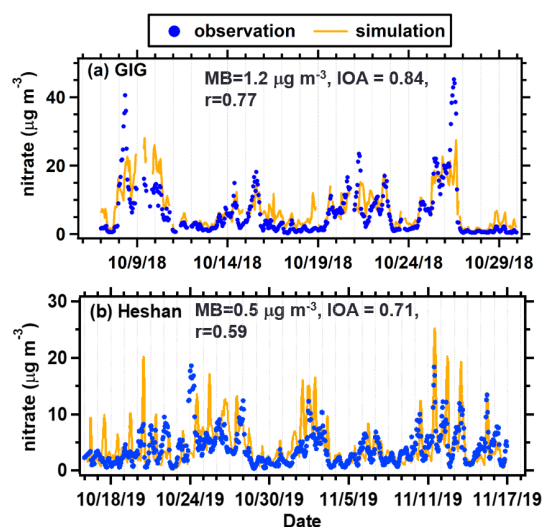 observation simulation
(a) GIG
MB=1.2 μg m⁻³, IOA = 0.84,
r=0.77
nitrate (μg m⁻³)
40
20
0
10/9/18 10/14/18 10/19/18 10/24/18 10/29/18
(b) Heshan
MB=0.5 μg m⁻³, IOA = 0.71,
r=0.59
nitrate (μg m⁻³)
30
20
10
0
10/18/19 10/24/19 10/30/19 11/5/19 11/11/19 11/17/19
Date